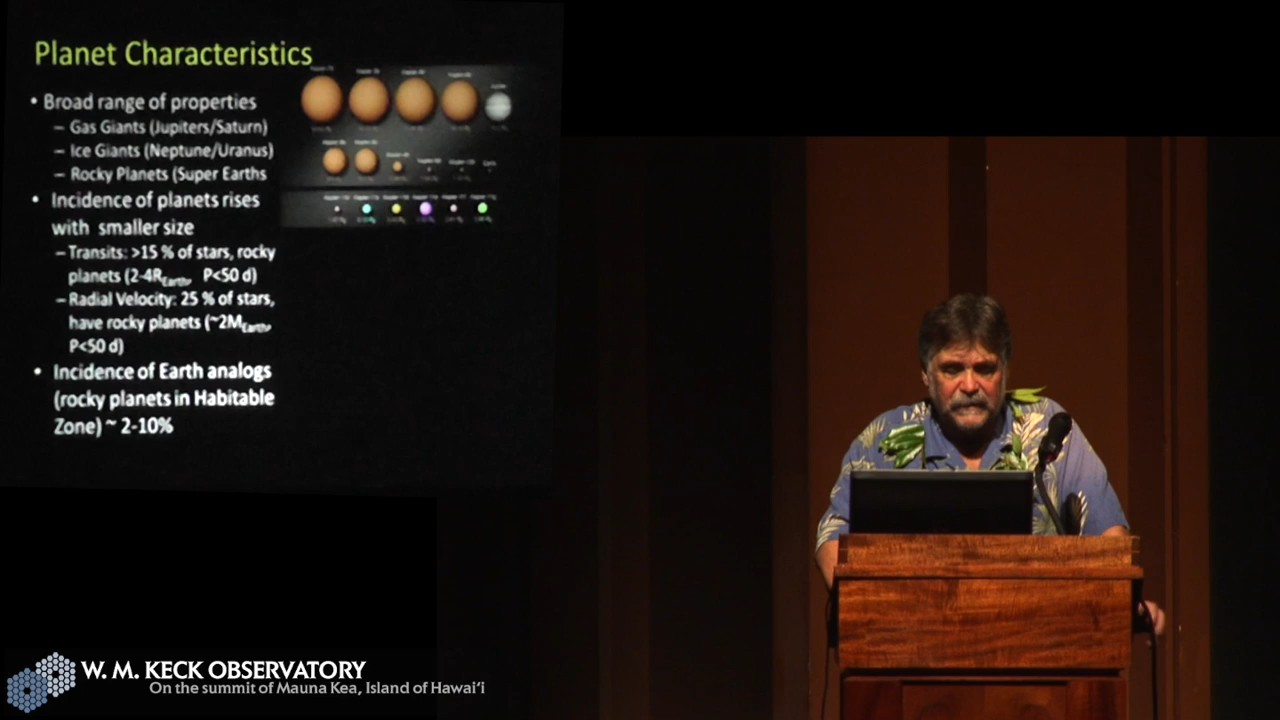 Planet Characteristics
• Broad range of properties
– Gas Giants (Jupiters/Saturn)
– Ice Giants (Neptune/Uranus)
– Rocky Planets (Super Earths
• Incidence of planets rises
with smaller size
– Transits: >15 % of stars, rocky
planets (2-4REarth, P<50 d)
– Radial Velocity: 25 % of stars,
have rocky planets (~2MEarth,
P<50 d)
• Incidence of Earth analogs
(rocky planets in Habitable
Zone) ~ 2-10%
W. M. KECK OBSERVATORY
On the summit of Mauna Kea, Island of Hawai‘i